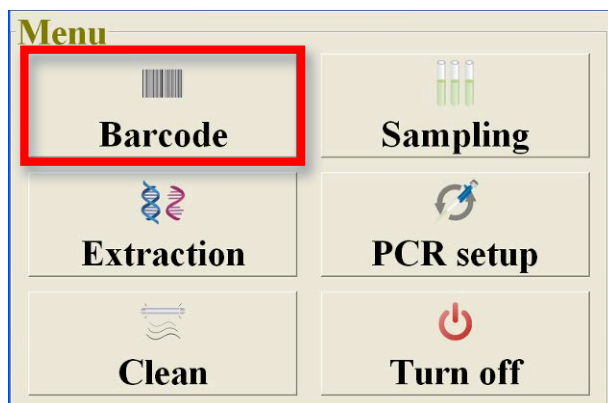 Menu
Barcode
Sampling
Extraction
PCR setup
Clean
Turn off